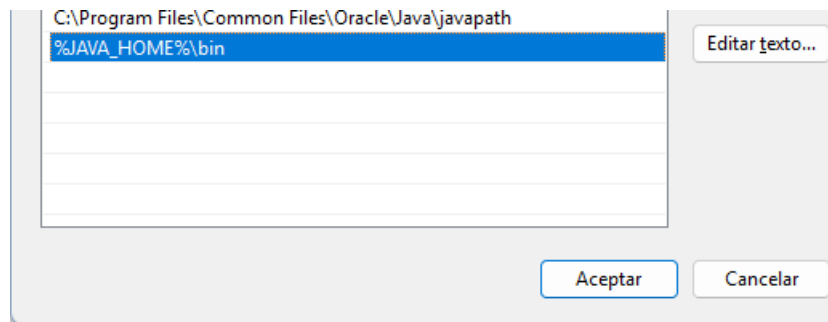 C:\Program Files\Common Files\Oracle\Java\javapath
%JAVA_HOME%\bin
Editar texto...
Aceptar
Cancelar